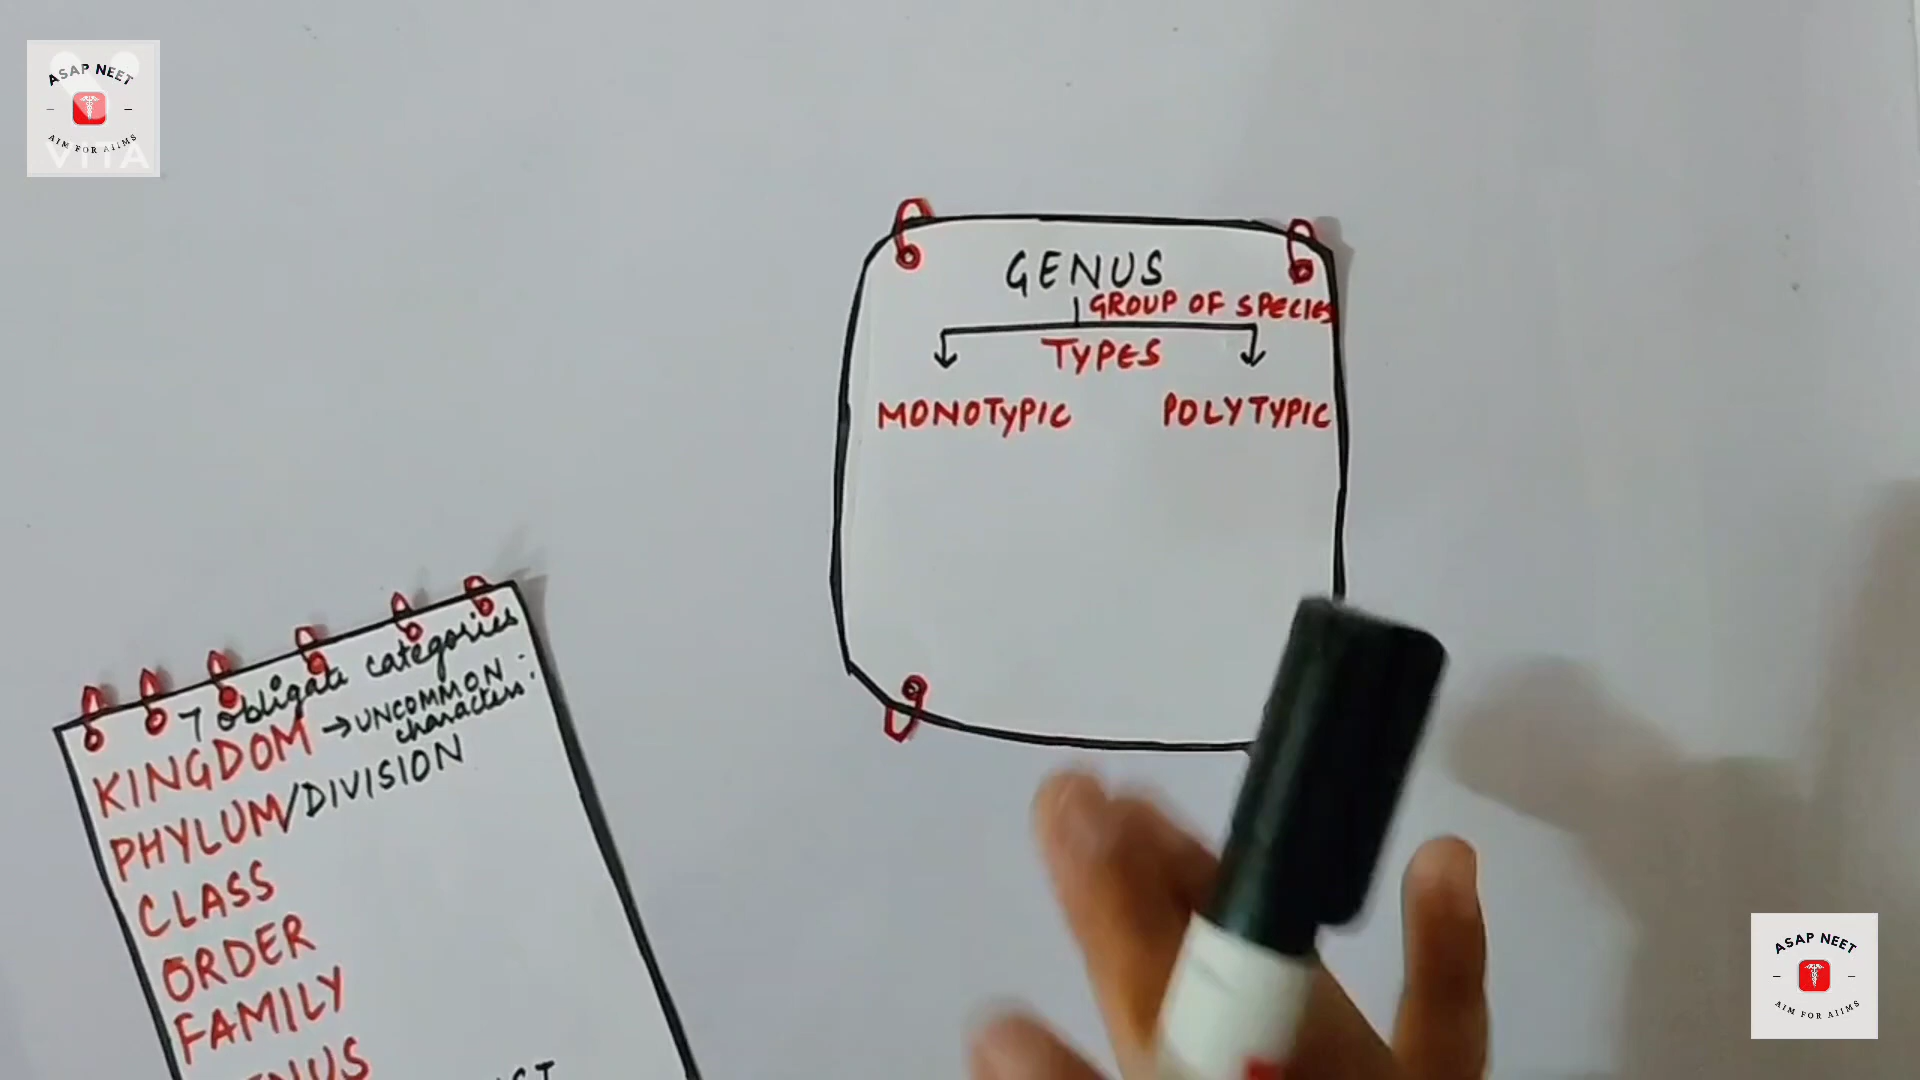 ASAP NEET
AIM FOR AIIMS
VITA
GENUS
GROUP OF SPECIES
TYPES
MONOTYPIC POLYTYPIC
7 obligate categories
KINGDOM → UNCOMMON
characters
PHYLUM/DIVISION
CLASS
ORDER
FAMILY
ASAP NEET
AIM FOR AIIMS